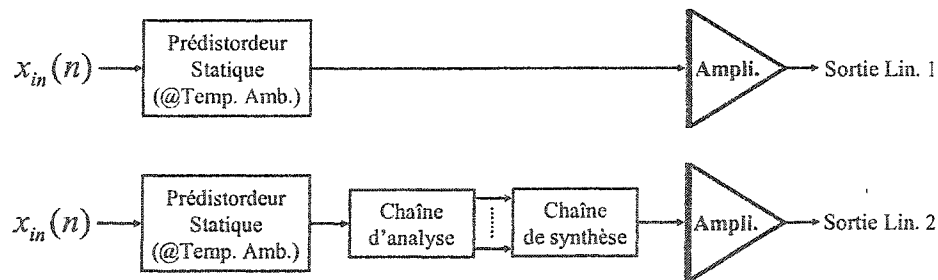 x_in(n)
Prédistordeur
Statique
(@Temp. Amb.)
Ampli.
Sortie Lin. 1
x_in(n)
Prédistordeur
Statique
(@Temp. Amb.)
Chaîne
d'analyse
Chaîne
de synthèse
Ampli.
Sortie Lin. 2